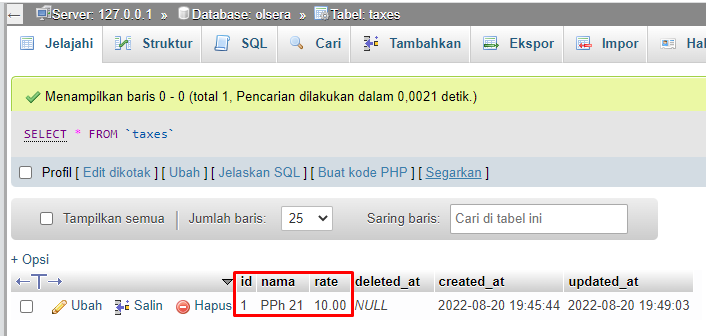 ← Server: 127.0.0.1 » Database: olsera » Tabel: taxes
Jelajahi Struktur SQL Cari Tambahkan Ekspor Impor Hal
Menampilkan baris 0 - 0 (total 1, Pencarian dilakukan dalam 0,0021 detik.)
SELECT * FROM `taxes`
Profil [ Edit dikotak ] [ Ubah ] [ Jelaskan SQL ] [ Buat kode PHP ] [ Segarkan ]
Tampilkan semua | Jumlah baris: 25 Saring baris: Cari di tabel ini
+ Opsi
←T→ id nama rate deleted_at created_at updated_at
Ubah Salin Hapus 1 PPh 21 10.00 NULL 2022-08-20 19:45:44 2022-08-20 19:49:03